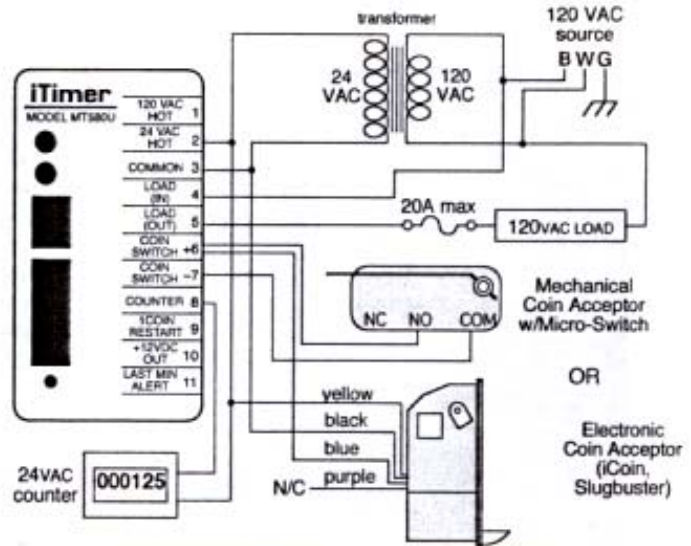 transformer
120 VAC
source
B W G
24
VAC
120
VAC
iTimer
MODEL MTS80U
120 VAC
HOT 1
24 VAC
HOT 2
COMMON 3
LOAD
(IN) 4
LOAD
(OUT) 5
COIN
SWITCH +6
COIN
SWITCH -7
COUNTER 8
1COIN
RESTART 9
+12VDC
OUT 10
LAST MIN
ALERT 11
20A max
120VAC LOAD
NC NO COM
Mechanical
Coin Acceptor
w/Micro-Switch
OR
yellow
black
blue
N/C purple
Electronic
Coin Acceptor
(iCoin,
Slugbuster)
24VAC
counter
000125